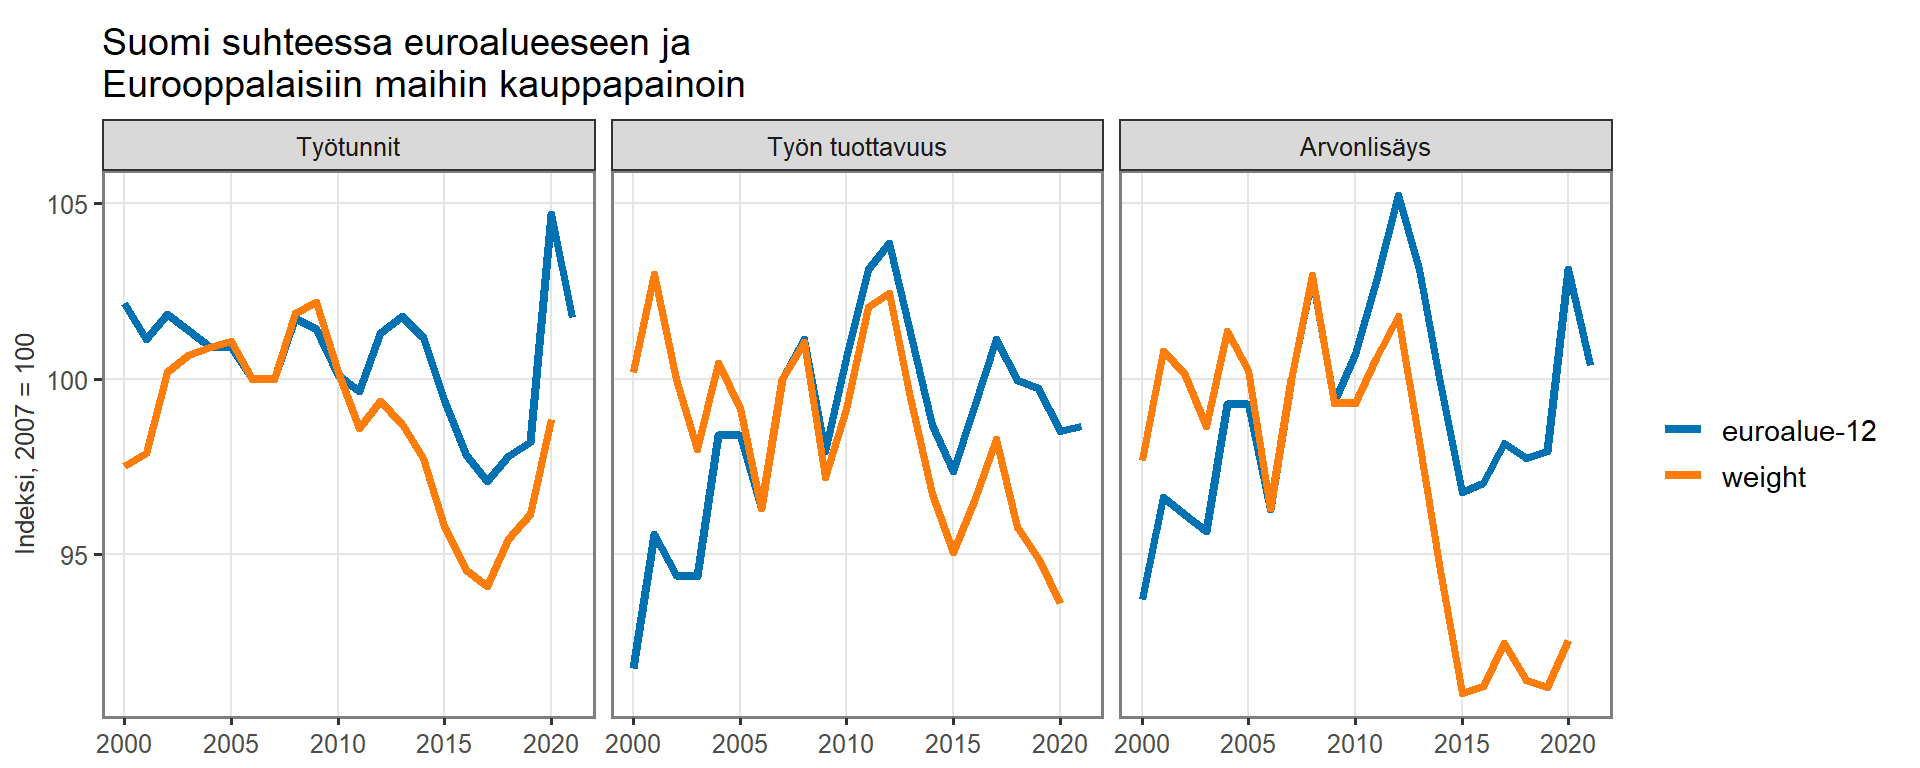 Suomi suhteessa euroalueeseen ja
Eurooppalaisiin maihin kauppapainoin
Työtunnit
Työn tuottavuus
Arvonlisäys
Indeksi, 2007 = 100
105
100
95
2000 2005 2010 2015 2020
2000 2005 2010 2015 2020
2000 2005 2010 2015 2020
euroalue-12
weight